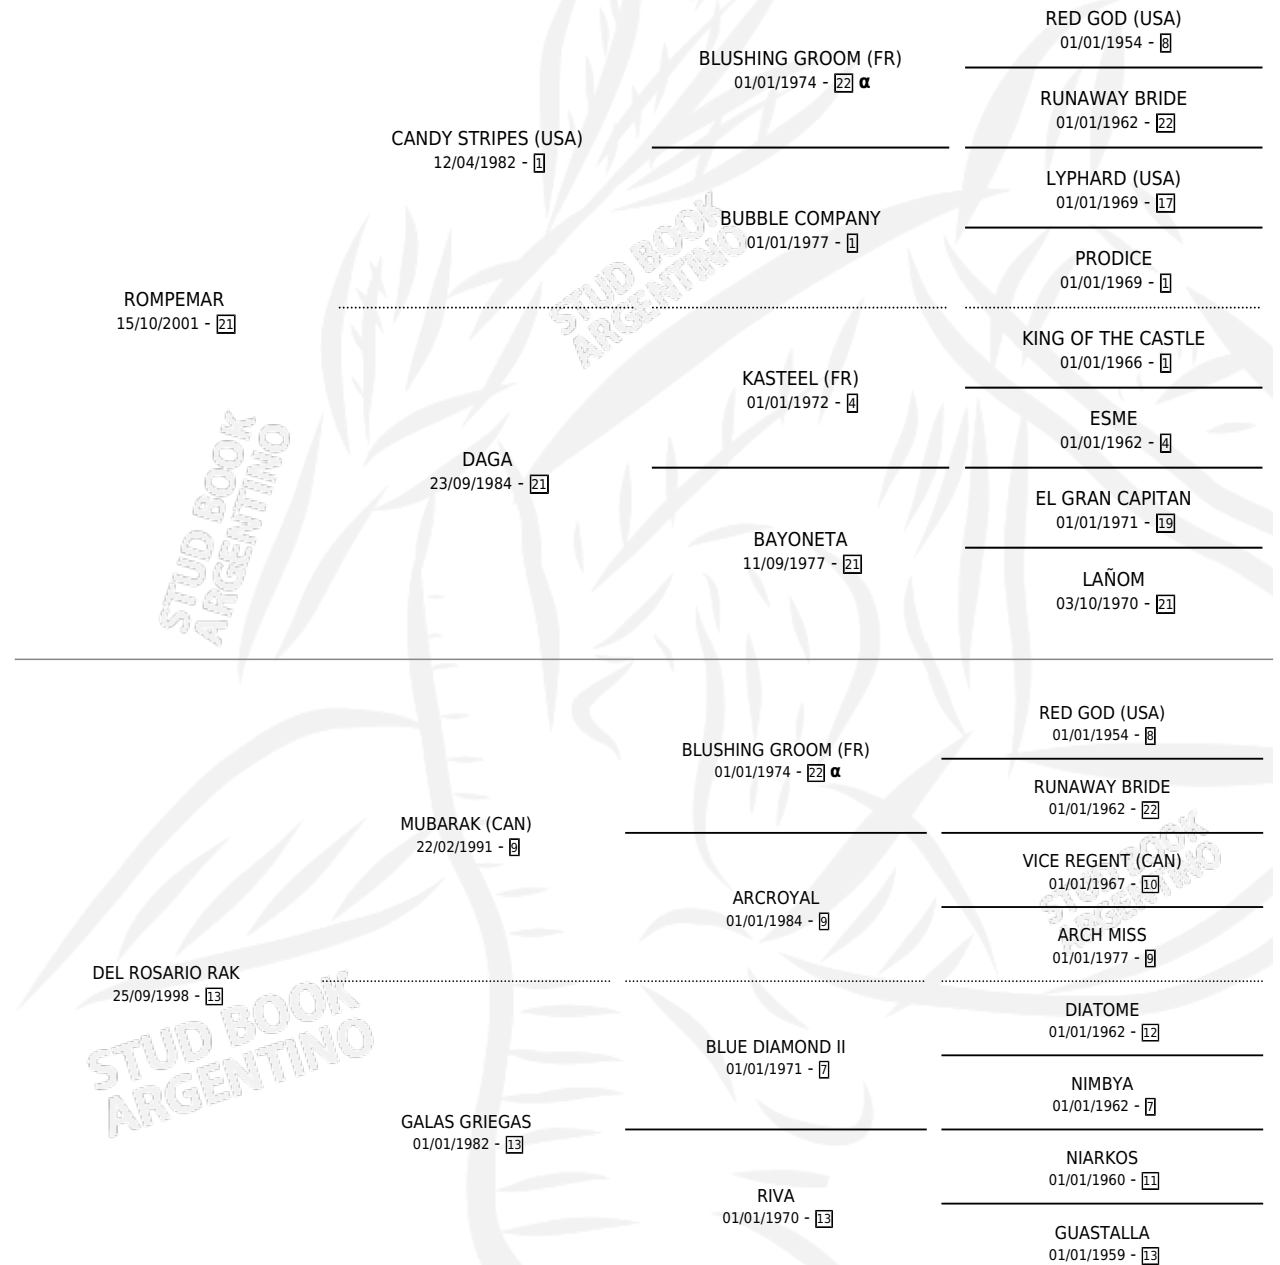 RED GOD (USA)
01/01/1954 - 8
BLUSHING GROOM (FR)
01/01/1974 - 22 α
RUNAWAY BRIDE
01/01/1962 - 22
CANDY STRIPES (USA)
12/04/1982 - 1
LYPHARD (USA)
01/01/1969 - 17
BUBBLE COMPANY
01/01/1977 - 1
PRODICE
01/01/1969 - 1
ROMPEMAR
15/10/2001 - 21
KING OF THE CASTLE
01/01/1966 - 1
KASTEEL (FR)
01/01/1972 - 4
ESME
01/01/1962 - 4
DAGA
23/09/1984 - 21
EL GRAN CAPITAN
01/01/1971 - 19
BAYONETA
11/09/1977 - 21
LAÑOM
03/10/1970 - 21
STUD BOOK
ARGENTINO
STUD BOOK
ARGENTINO
RED GOD (USA)
01/01/1954 - 8
BLUSHING GROOM (FR)
01/01/1974 - 22 α
RUNAWAY BRIDE
01/01/1962 - 22
MUBARAK (CAN)
22/02/1991 - 9
VICE REGENT (CAN)
01/01/1967 - 10
ARCROYAL
01/01/1984 - 9
ARCH MISS
01/01/1977 - 9
DEL ROSARIO RAK
25/09/1998 - 13
DIATOME
01/01/1962 - 12
BLUE DIAMOND II
01/01/1971 - 7
NIMBYA
01/01/1962 - 7
GALAS GRIEGAS
01/01/1982 - 13
NIARKOS
01/01/1960 - 11
RIVA
01/01/1970 - 13
GUASTALLA
01/01/1959 - 13
STUD BOOK
ARGENTINO
STUD BOOK
ARGENTINO